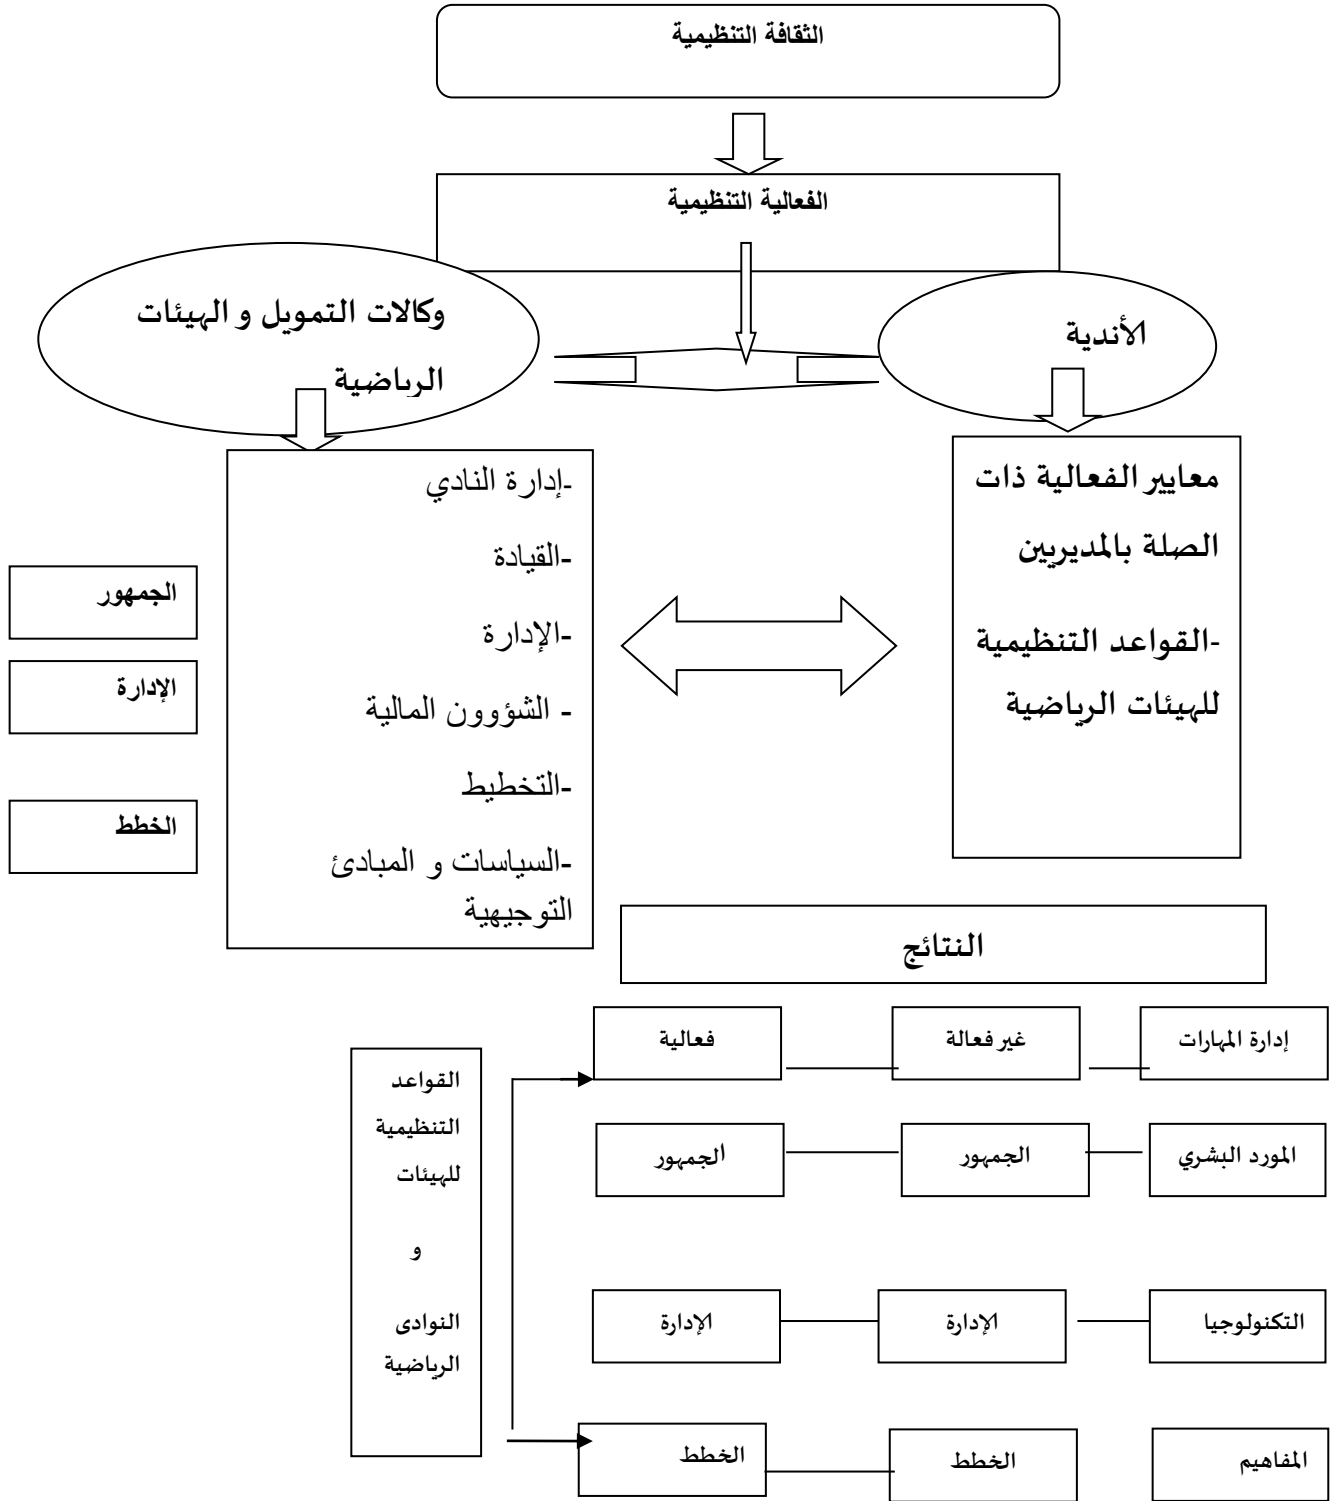 الثقافة التنظيمية
الفعالية التنظيمية
الأندية
وكالات التمويل و الهيئات
الرياضية
معايير الفعالية ذات
الصلة بالمديريين
-القواعد التنظيمية
للهيئات الرياضية
-إدارة النادي
-القيادة
-الإدارة
- الشؤوون المالية
-التخطيط
-السياسات و المبادئ
التوجيهية
الجمهور
الإدارة
الخطط
النتائج
إدارة المهارات
غير فعالة
فعالية
المورد البشري
الجمهور
الجمهور
التكنولوجيا
الإدارة
الإدارة
المفاهيم
الخطط
الخطط
القواعد
التنظيمية
للهيئات
و
النوادى
الرياضية